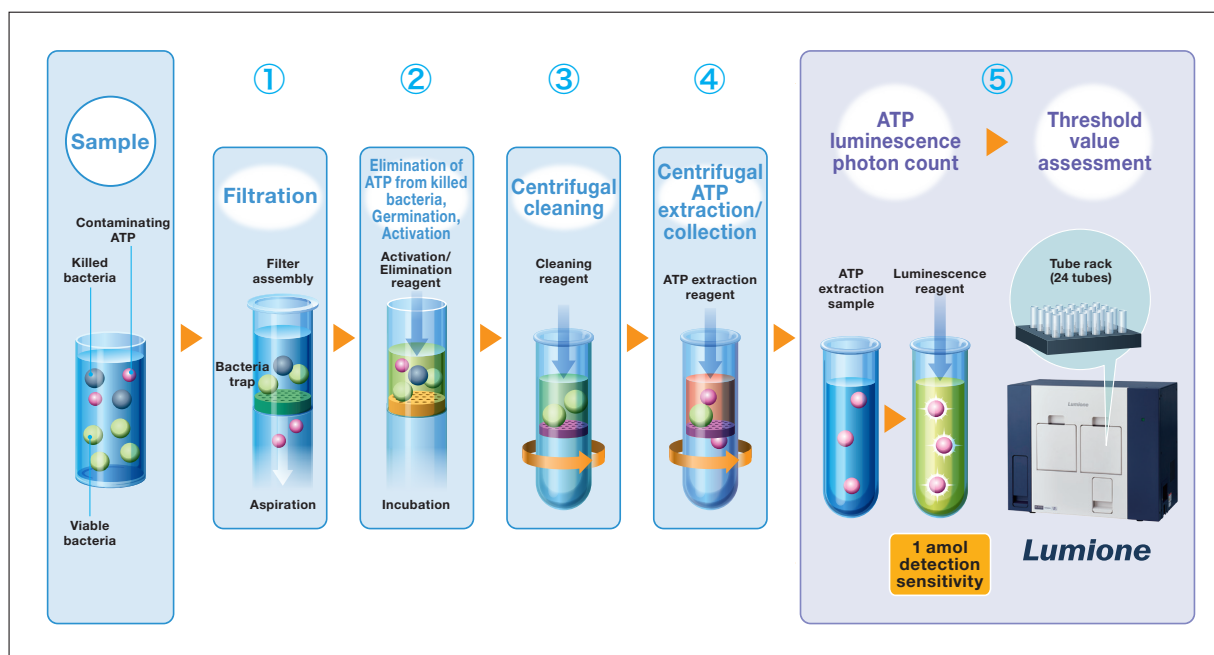 Sample
Contaminating
ATP
Killed
bacteria
Viable
bacteria
①
Filtration
Filter
assembly
Bacteria
trap
Aspiration
②
Elimination of
ATP from killed
bacteria,
Germination,
Activation
Activation/
Elimination
reagent
Incubation
③
Centrifugal
cleaning
Cleaning
reagent
④
Centrifugal
ATP
extraction/
collection
ATP extraction
reagent
⑤
ATP
luminescence
photon count
Threshold
value
assessment
ATP
extraction
sample
Luminescence
reagent
Tube rack
(24 tubes)
Lumione
1 amol
detection
sensitivity
Lumione